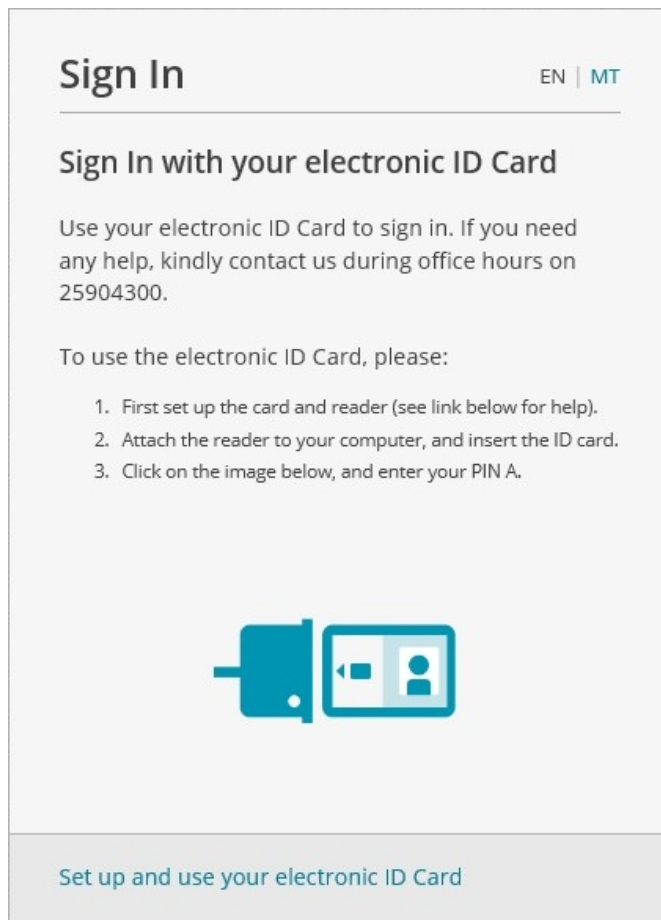 Sign In
EN | MT
Sign In with your electronic ID Card
Use your electronic ID Card to sign in. If you need
any help, kindly contact us during office hours on
25904300.
To use the electronic ID Card, please:
1. First set up the card and reader (see link below for help).
2. Attach the reader to your computer, and insert the ID card.
3. Click on the image below, and enter your PIN A.
Set up and use your electronic ID Card